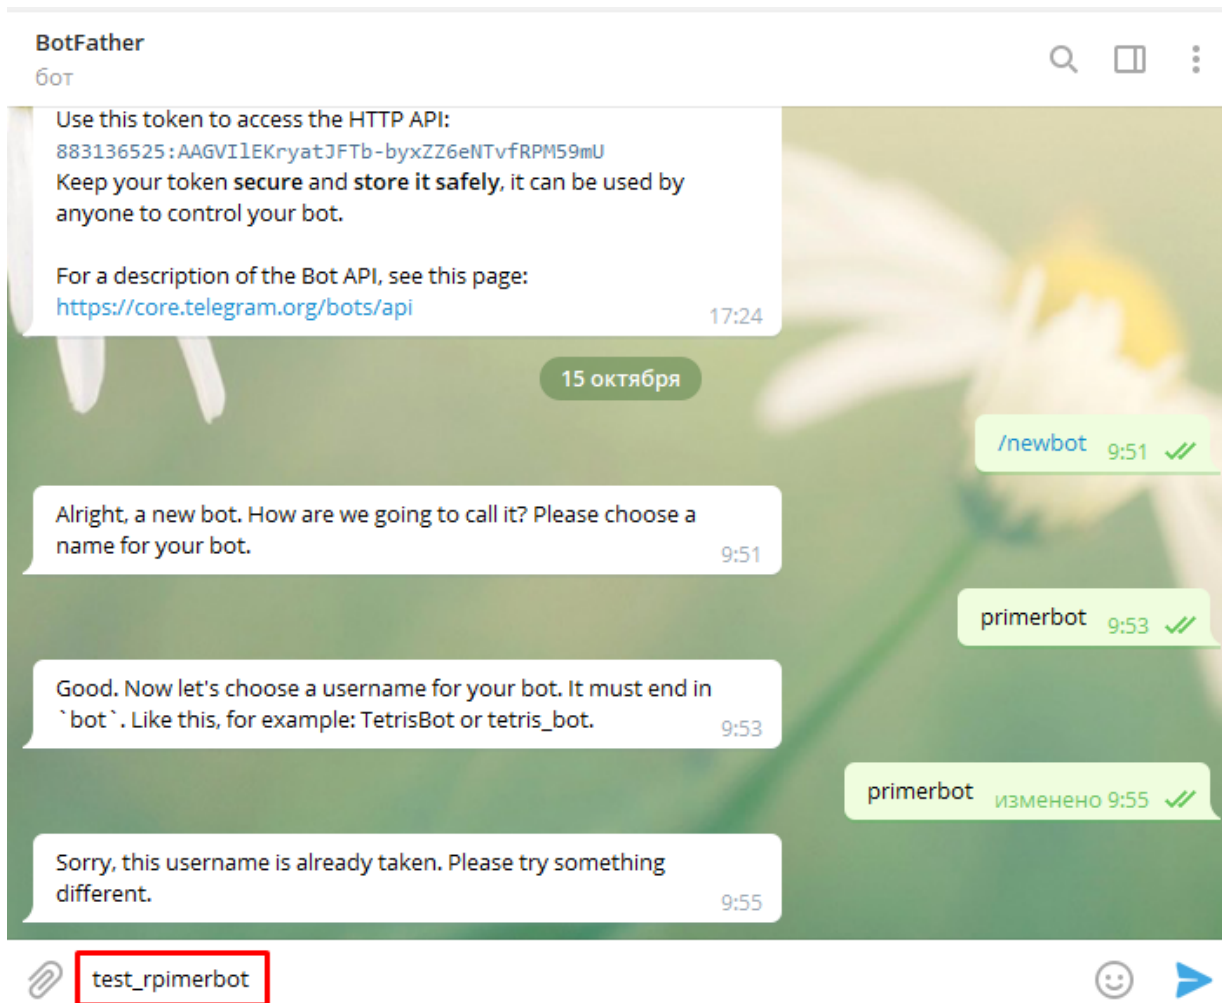 BotFather
бот
Use this token to access the HTTP API:
883136525:AAGVIlEKryatJFTb-byxZZ6eNTvfRPM59mU
Keep your token secure and store it safely, it can be used by
anyone to control your bot.
For a description of the Bot API, see this page:
https://core.telegram.org/bots/api
17:24
15 октября
/newbot 9:51
Alright, a new bot. How are we going to call it? Please choose a
name for your bot.
9:51
primerbot 9:53
Good. Now let's choose a username for your bot. It must end in
`bot`. Like this, for example: TetrisBot or tetris_bot.
9:53
primerbot изменено 9:55
Sorry, this username is already taken. Please try something
different.
9:55
test_rpimerbot